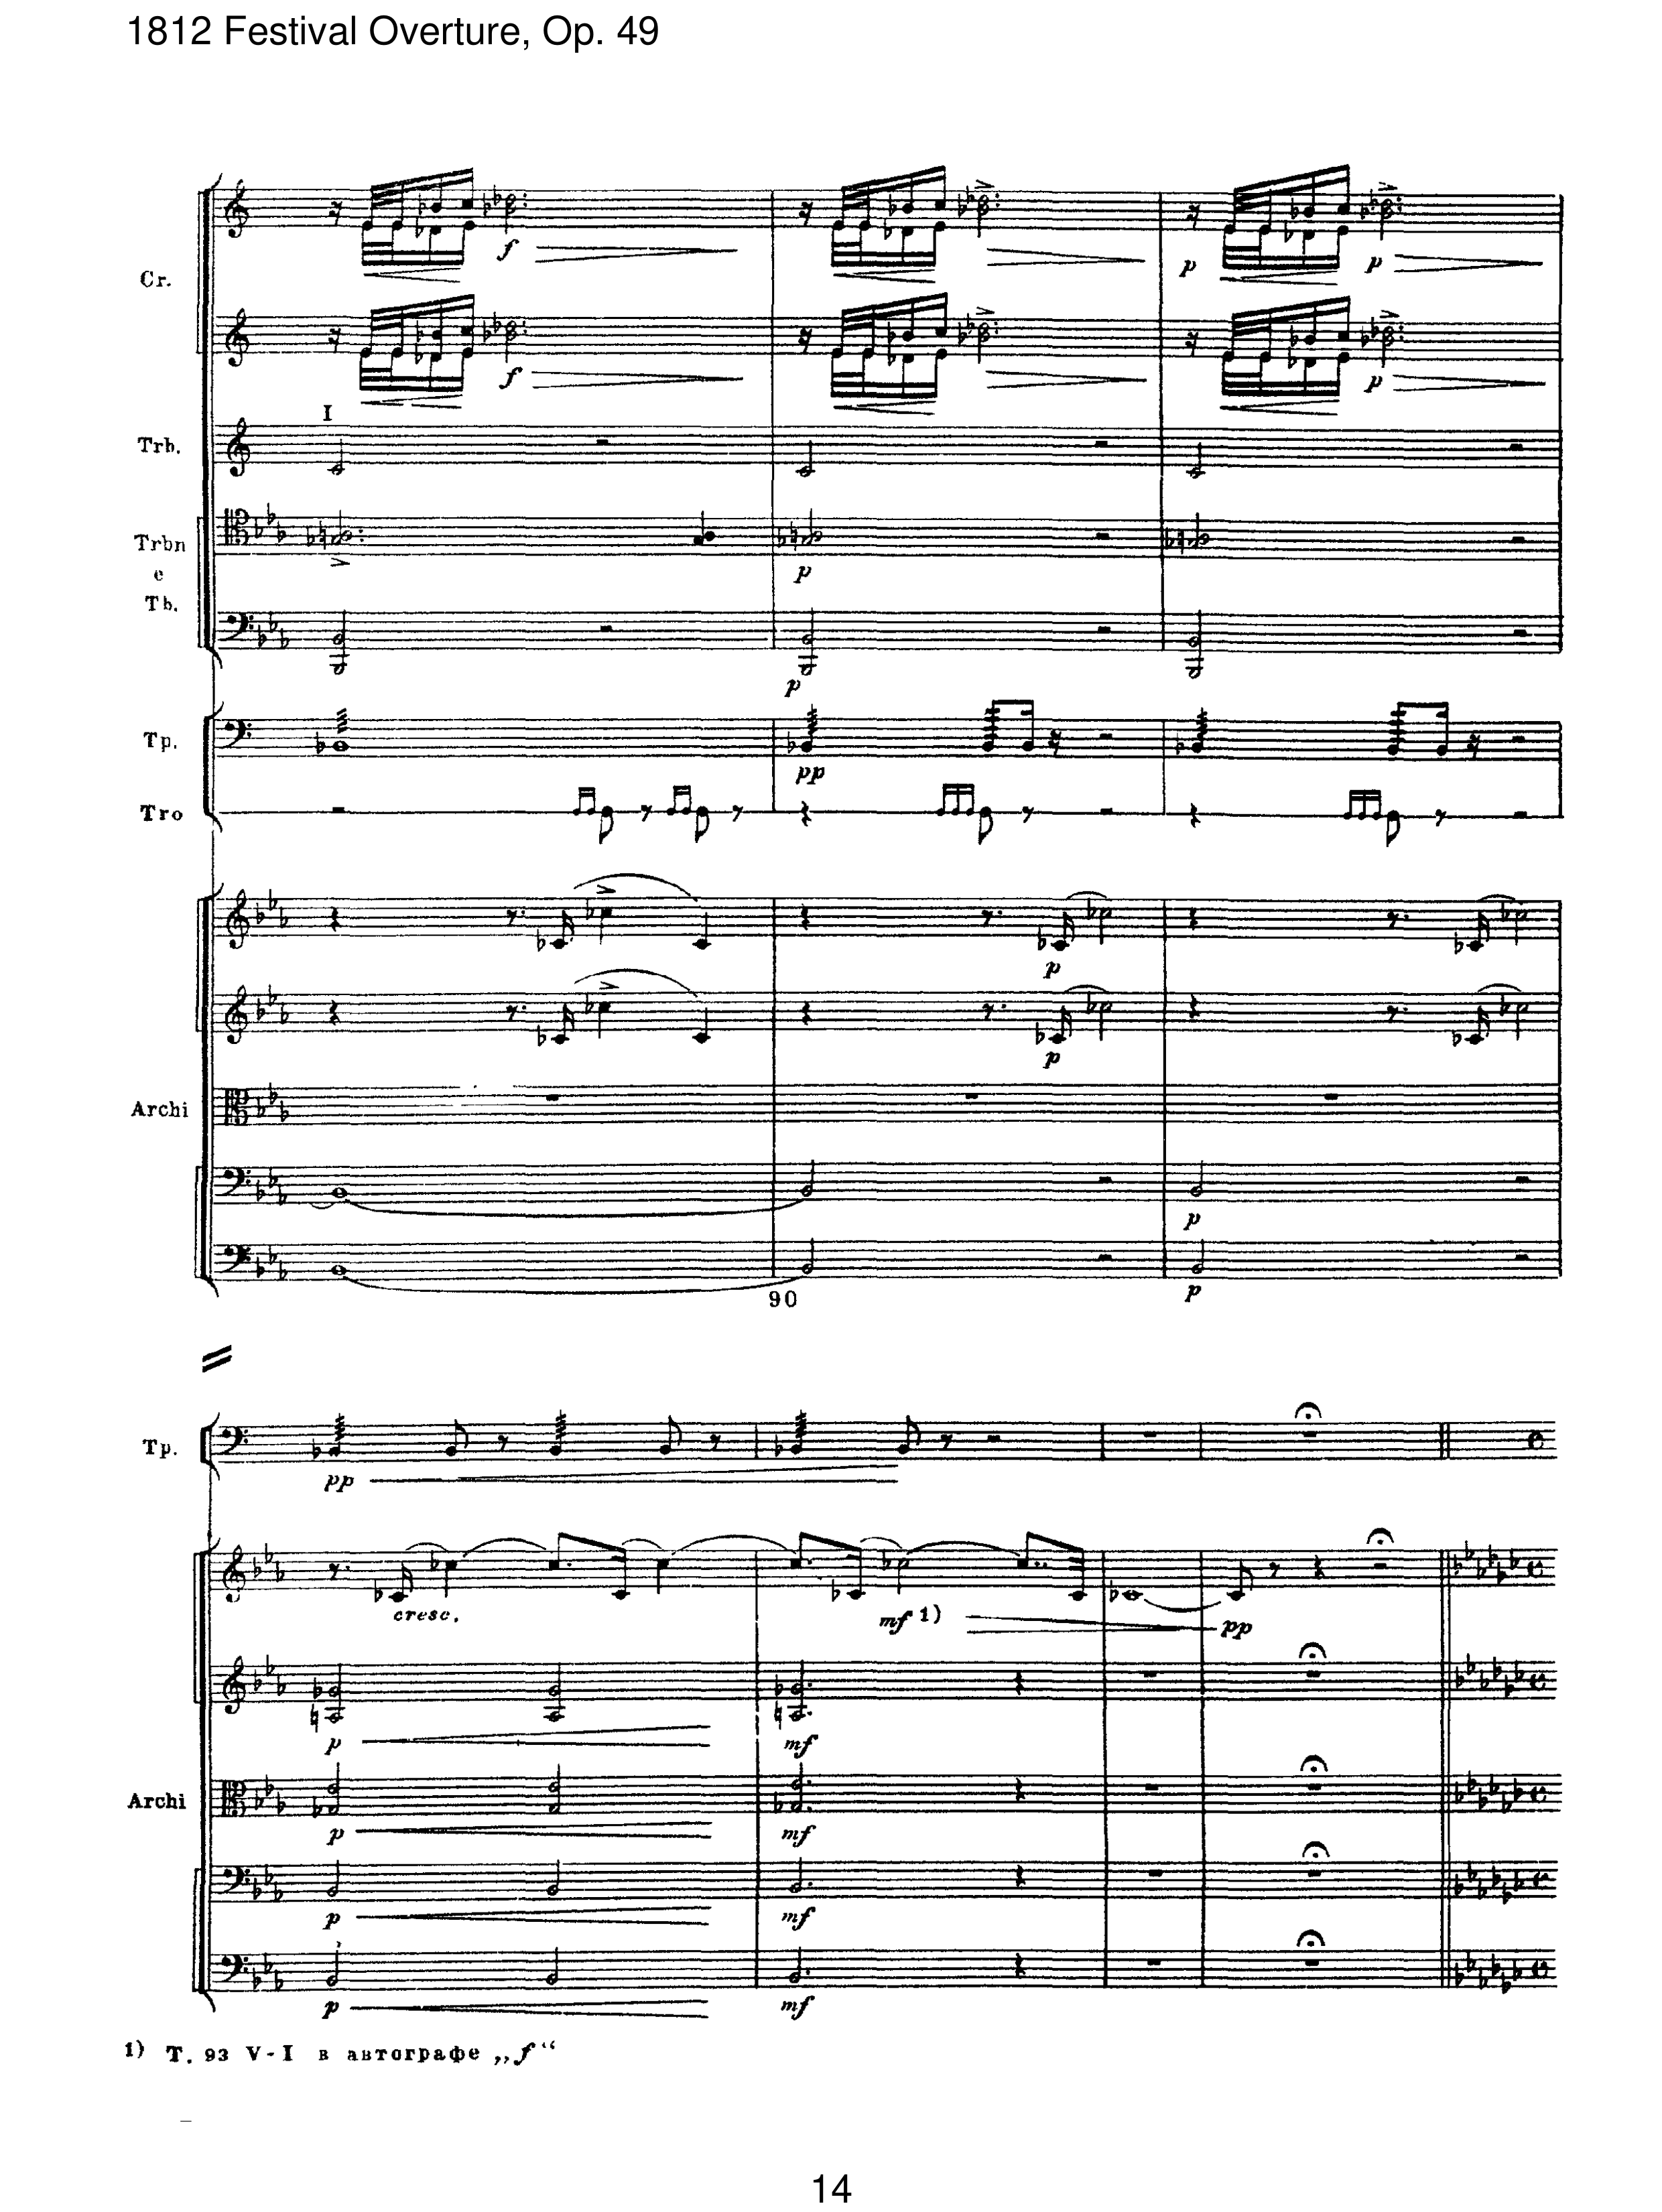 1812 Festival Overture, Op. 49
Cr.
f
f
p
p
p
I
Trb.
Trbn
e
Tb.
p
p
Tp.
pp
Tro
p
p
Archi
p
p
90
Tp.
pp
cresc.
mf 1)
pp
p
mf
Archi
p
mf
p
mf
p
mf
1) Т. 93 V-I в автографе „f“
14